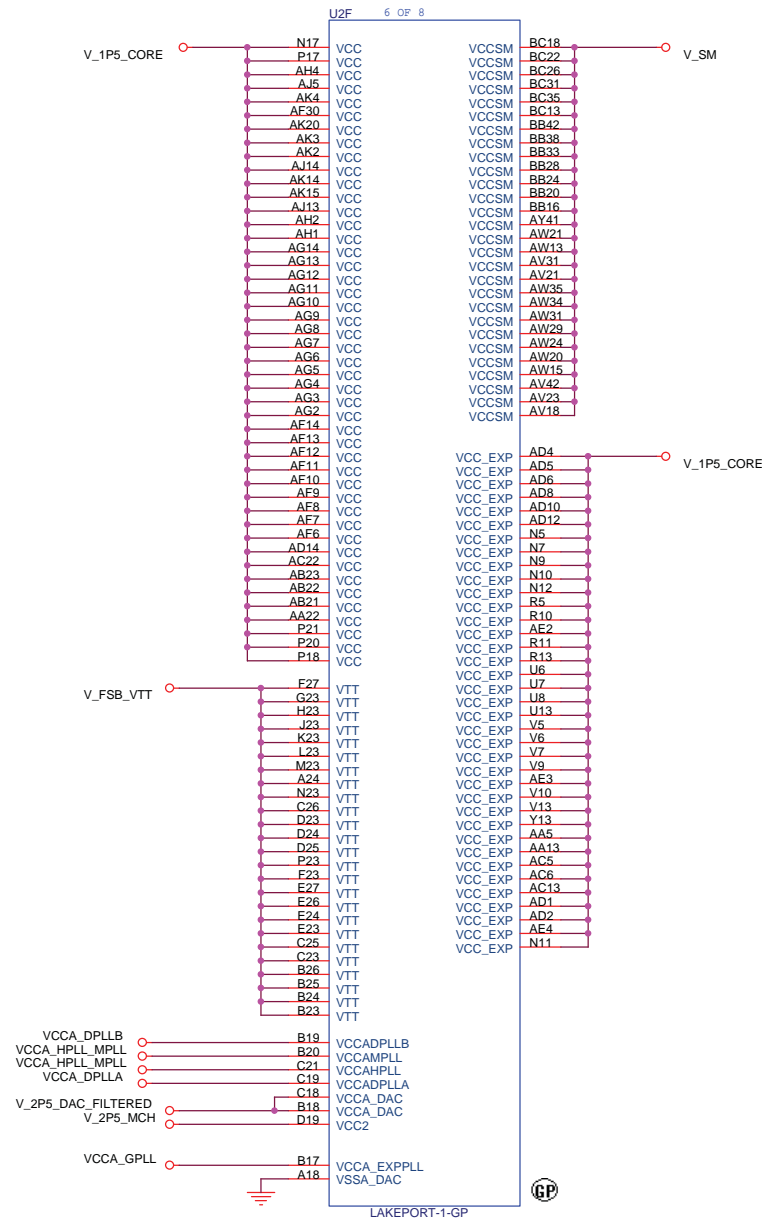 U2F 6 OF 8
V_1P5_CORE
N17 VCC
P17 VCC
AH4 VCC
AJ5 VCC
AK4 VCC
AF30 VCC
AK20 VCC
AK3 VCC
AK2 VCC
AJ14 VCC
AK14 VCC
AK15 VCC
AJ13 VCC
AH2 VCC
AH1 VCC
AG14 VCC
AG13 VCC
AG12 VCC
AG11 VCC
AG10 VCC
AG9 VCC
AG8 VCC
AG7 VCC
AG6 VCC
AG5 VCC
AG4 VCC
AG3 VCC
AG2 VCC
AF14 VCC
AF13 VCC
AF12 VCC
AF11 VCC
AF10 VCC
AF9 VCC
AF8 VCC
AF7 VCC
AF6 VCC
AD14 VCC
AC22 VCC
AB23 VCC
AB22 VCC
AB21 VCC
AA22 VCC
P21 VCC
P20 VCC
P18 VCC
V_FSB_VTT
F27 VTT
G23 VTT
H23 VTT
J23 VTT
K23 VTT
L23 VTT
M23 VTT
A24 VTT
N23 VTT
C26 VTT
D23 VTT
D24 VTT
D25 VTT
P23 VTT
F23 VTT
E27 VTT
E26 VTT
E24 VTT
E23 VTT
C25 VTT
C23 VTT
B26 VTT
B25 VTT
B24 VTT
B23 VTT
VCCA_DPLLB B19 VCCADPLLB
VCCA_HPLL_MPLL B20 VCCAMPLL
VCCA_HPLL_MPLL C21 VCCAHPLL
VCCA_DPLLA C19 VCCADPLLA
C18 VCCA_DAC
V_2P5_DAC_FILTERED B18 VCCA_DAC
V_2P5_MCH D19 VCC2
VCCA_GPLL B17 VCCA_EXPPLL
A18 VSSA_DAC
VCCSM BC18
V_SM
VCCSM BC22
VCCSM BC26
VCCSM BC31
VCCSM BC35
VCCSM BC13
VCCSM BB42
VCCSM BB38
VCCSM BB33
VCCSM BB28
VCCSM BB24
VCCSM BB20
VCCSM BB16
VCCSM AY41
VCCSM AW21
VCCSM AW13
VCCSM AV31
VCCSM AV21
VCCSM AW35
VCCSM AW34
VCCSM AW31
VCCSM AW29
VCCSM AW24
VCCSM AW20
VCCSM AW15
VCCSM AV42
VCCSM AV23
VCCSM AV18
VCC_EXP AD4
V_1P5_CORE
VCC_EXP AD5
VCC_EXP AD6
VCC_EXP AD8
VCC_EXP AD10
VCC_EXP AD12
VCC_EXP N5
VCC_EXP N7
VCC_EXP N9
VCC_EXP N10
VCC_EXP N12
VCC_EXP R5
VCC_EXP R10
VCC_EXP AE2
VCC_EXP R11
VCC_EXP R13
VCC_EXP U6
VCC_EXP U7
VCC_EXP U8
VCC_EXP U13
VCC_EXP V5
VCC_EXP V6
VCC_EXP V7
VCC_EXP V9
VCC_EXP AE3
VCC_EXP V10
VCC_EXP V13
VCC_EXP Y13
VCC_EXP AA5
VCC_EXP AA13
VCC_EXP AC5
VCC_EXP AC6
VCC_EXP AC13
VCC_EXP AD1
VCC_EXP AD2
VCC_EXP AE4
VCC_EXP N11
GP
LAKEPORT-1-GP